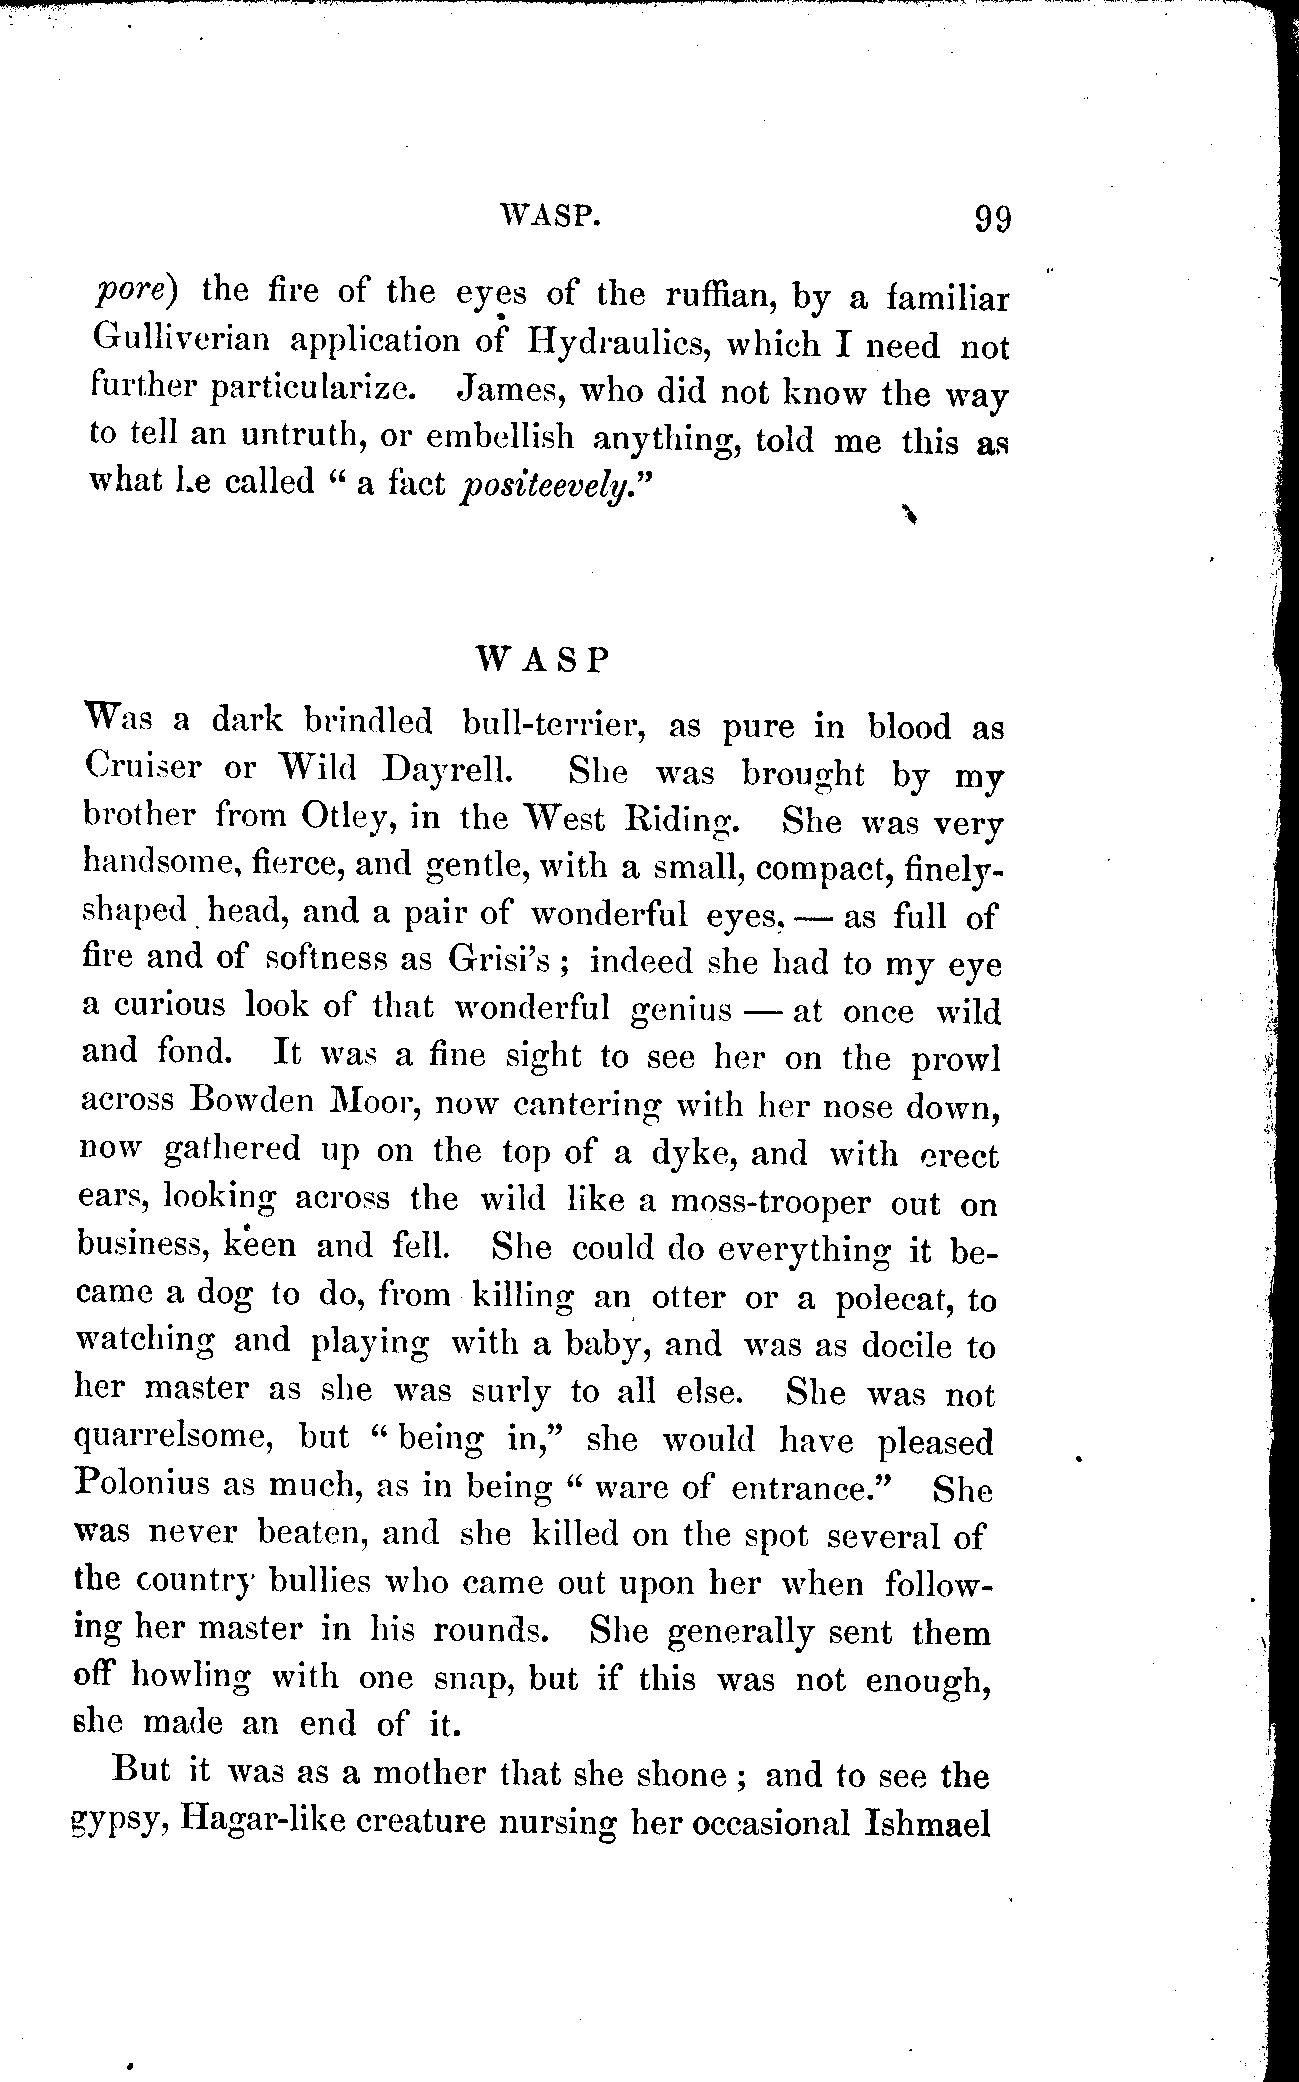 WASP. 99
pore) the fire of the eyes of the ruffian, by a familiar
Gulliverian application of Hydraulics, which I need not
further particularize. James, who did not know the way
to tell an untruth, or embellish anything, told me this as
what he called “ a fact positeevely.”
WASP
Was a dark brindled bull-terrier, as pure in blood as
Cruiser or Wild Dayrell. She was brought by my
brother from Otley, in the West Riding. She was very
handsome, fierce, and gentle, with a small, compact, finely-
shaped head, and a pair of wonderful eyes, — as full of
fire and of softness as Grisi's ; indeed she had to my eye
a curious look of that wonderful genius — at once wild
and fond. It was a fine sight to see her on the prowl
across Bowden Moor, now cantering with her nose down,
now gathered up on the top of a dyke, and with erect
ears, looking across the wild like a moss-trooper out on
business, keen and fell. She could do everything it be-
came a dog to do, from killing an otter or a polecat, to
watching and playing with a baby, and was as docile to
her master as she was surly to all else. She was not
quarrelsome, but “ being in,” she would have pleased
Polonius as much, as in being “ ware of entrance.” She
was never beaten, and she killed on the spot several of
the country bullies who came out upon her when follow-
ing her master in his rounds. She generally sent them
off howling with one snap, but if this was not enough,
she made an end of it.
But it was as a mother that she shone ; and to see the
gypsy, Hagar-like creature nursing her occasional Ishmael